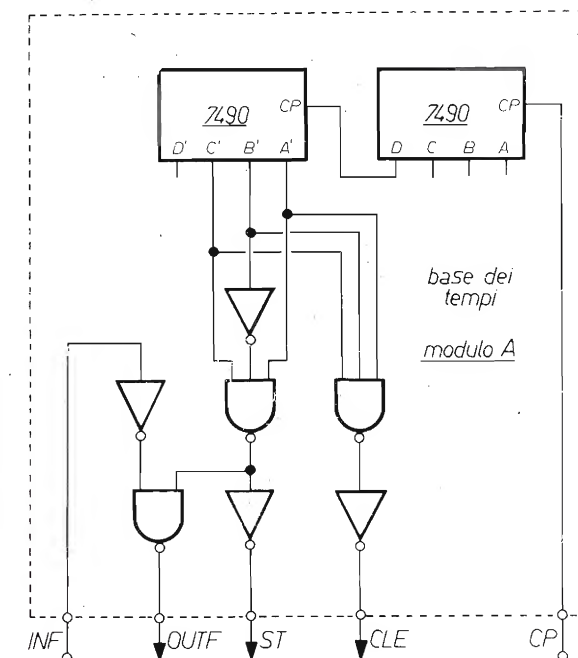 7490 CP
D' C' B' A'
7490 CP
D C B A
base dei
tempi
modulo A
INF OUTF ST CLE CP